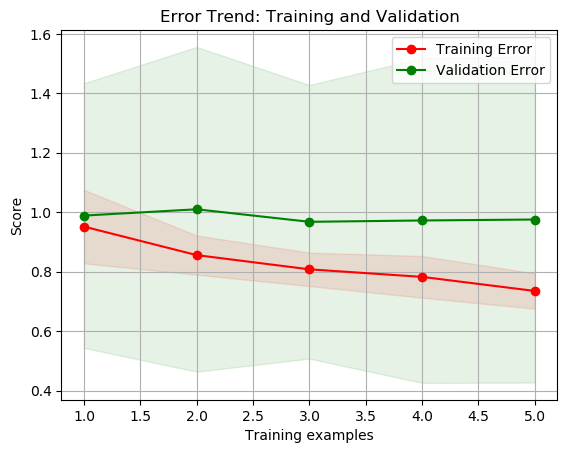 Error Trend: Training and Validation
Training Error
Validation Error
1.6
1.4
1.2
1.0
0.8
0.6
0.4
Score
1.0 1.5 2.0 2.5 3.0 3.5 4.0 4.5 5.0
Training examples